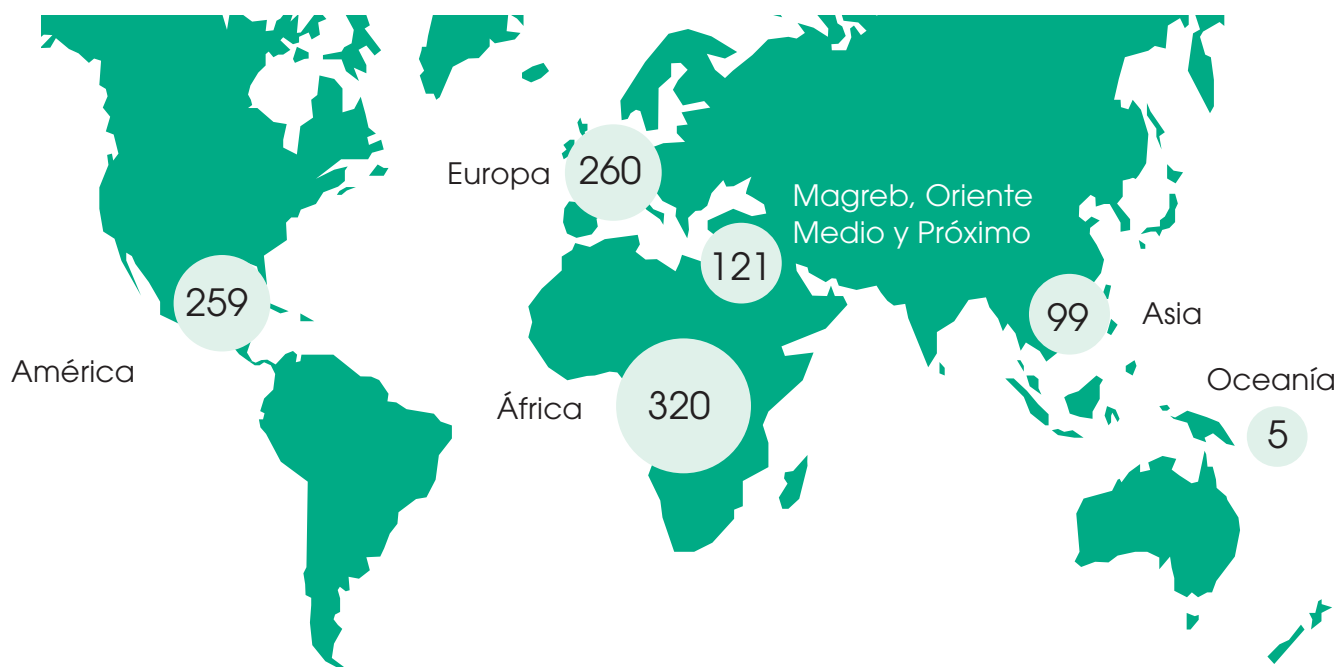 Europa
260
Magreb, Oriente
Medio y Próximo
121
259
99
Asia
América
Oceanía
África
320
5